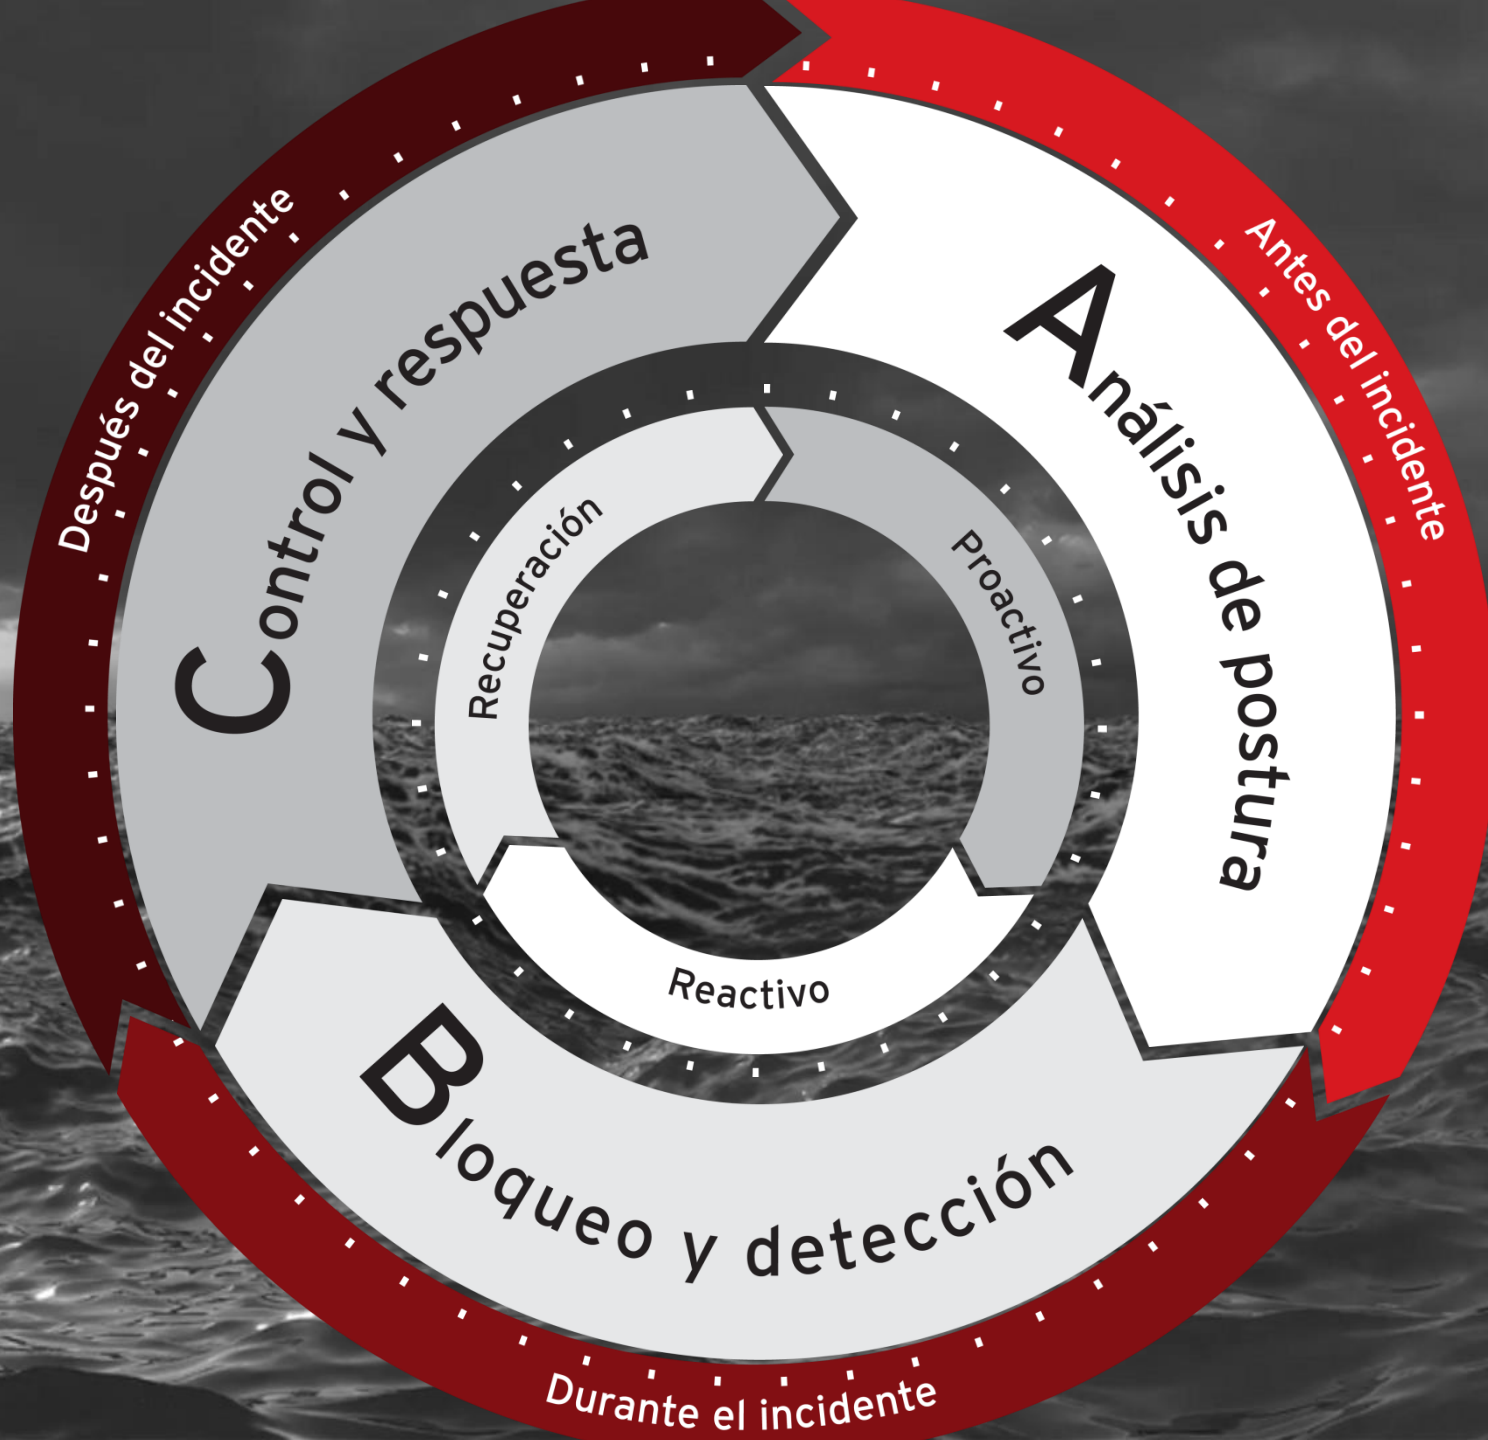 Antes del incidente
Análisis de postura
Proactivo
Durante el incidente
Bloqueo y detección
Reactivo
Después del incidente
Control y respuesta
Recuperación